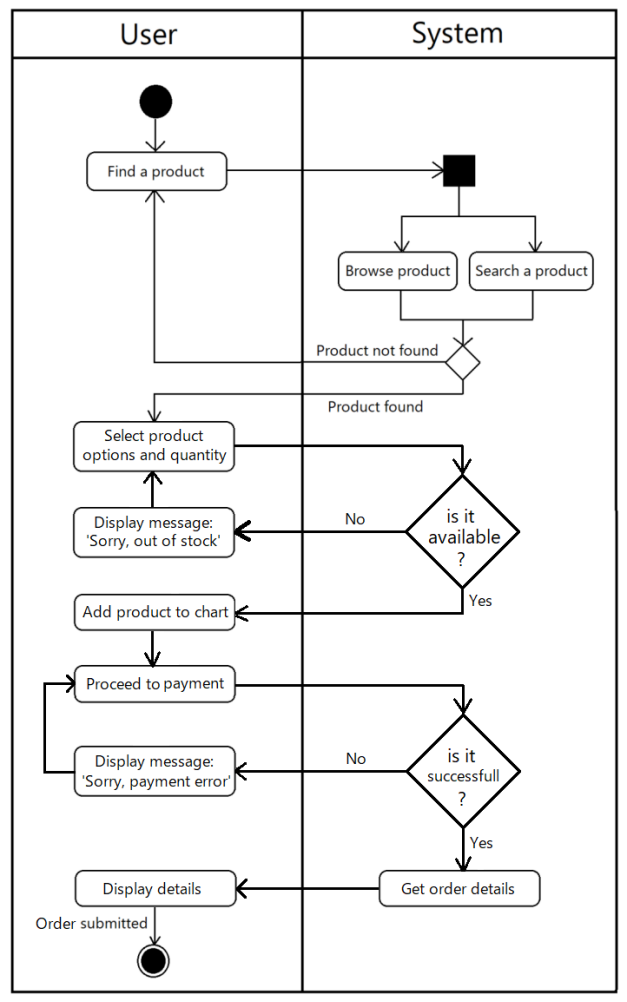 User
System
Find a product
Browse product
Search a product
Product not found
Product found
Select product
options and quantity
is it
available
?
No
Display message:
'Sorry, out of stock'
Yes
Add product to chart
Proceed to payment
is it
successfull
?
No
Display message:
'Sorry, payment error'
Yes
Display details
Get order details
Order submitted